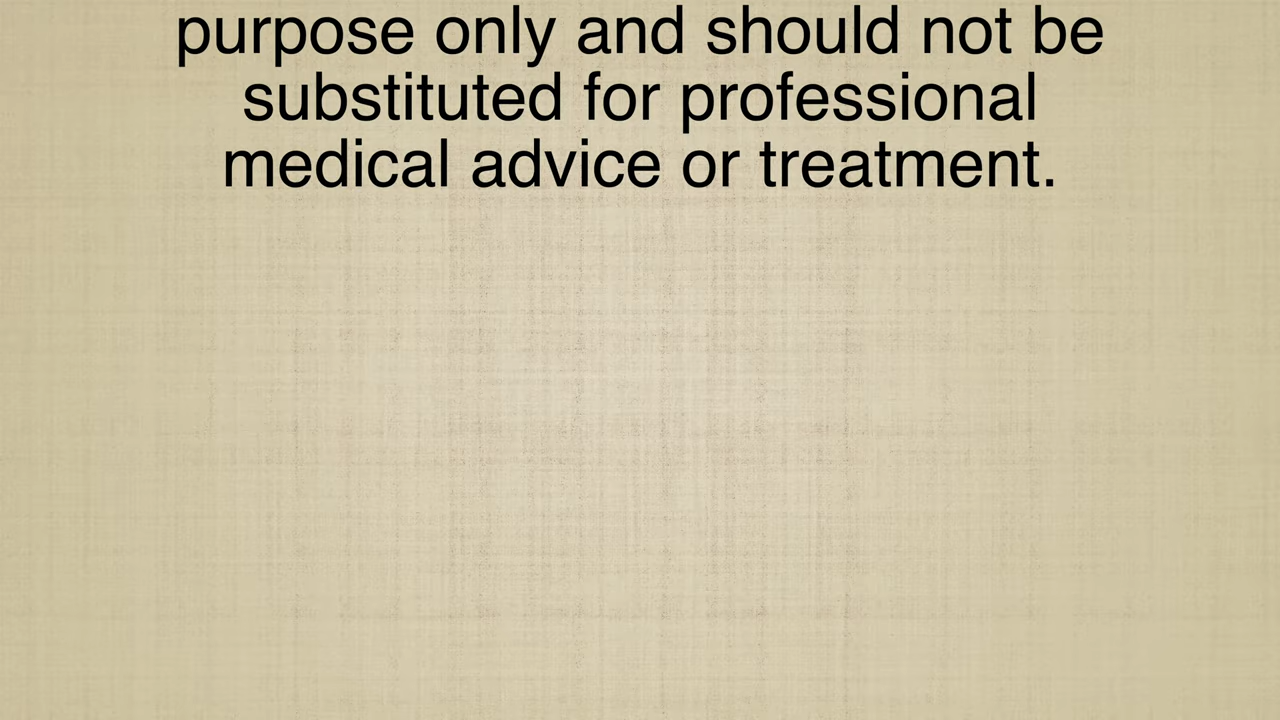 purpose only and should not be
substituted for professional
medical advice or treatment.